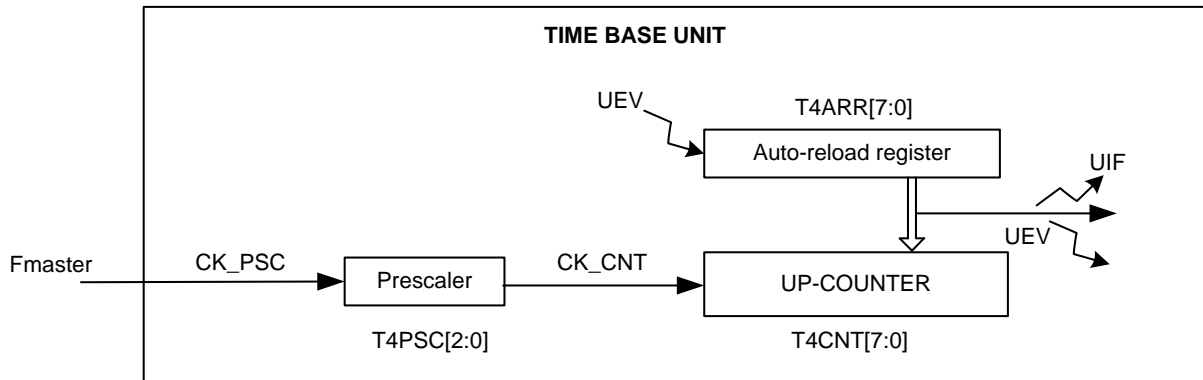 TIME BASE UNIT
UEV
T4ARR[7:0]
Auto-reload register
UIF
UEV
Fmaster
CK_PSC
Prescaler
CK_CNT
UP-COUNTER
T4PSC[2:0]
T4CNT[7:0]